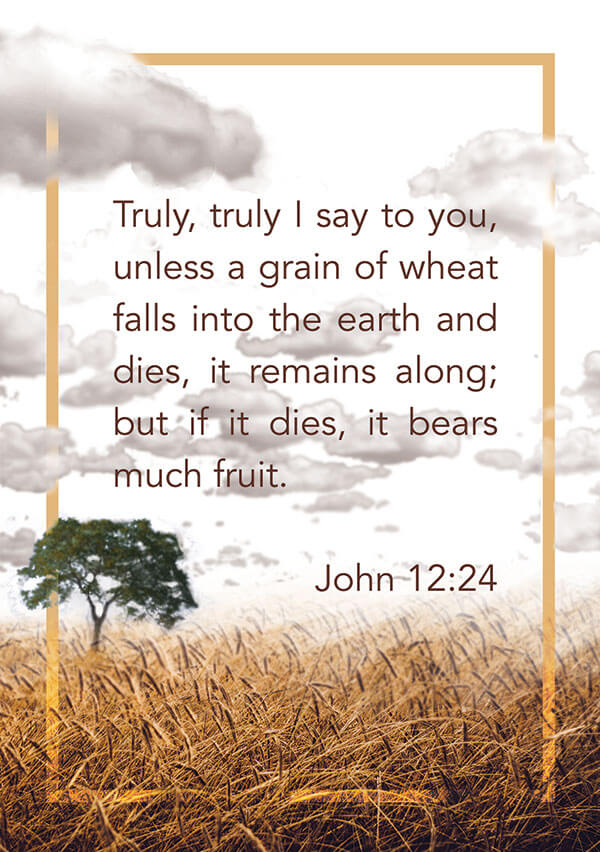 Truly, truly I say to you,
unless a grain of wheat
falls into the earth and
dies, it remains along;
but if it dies, it bears
much fruit.
John 12:24